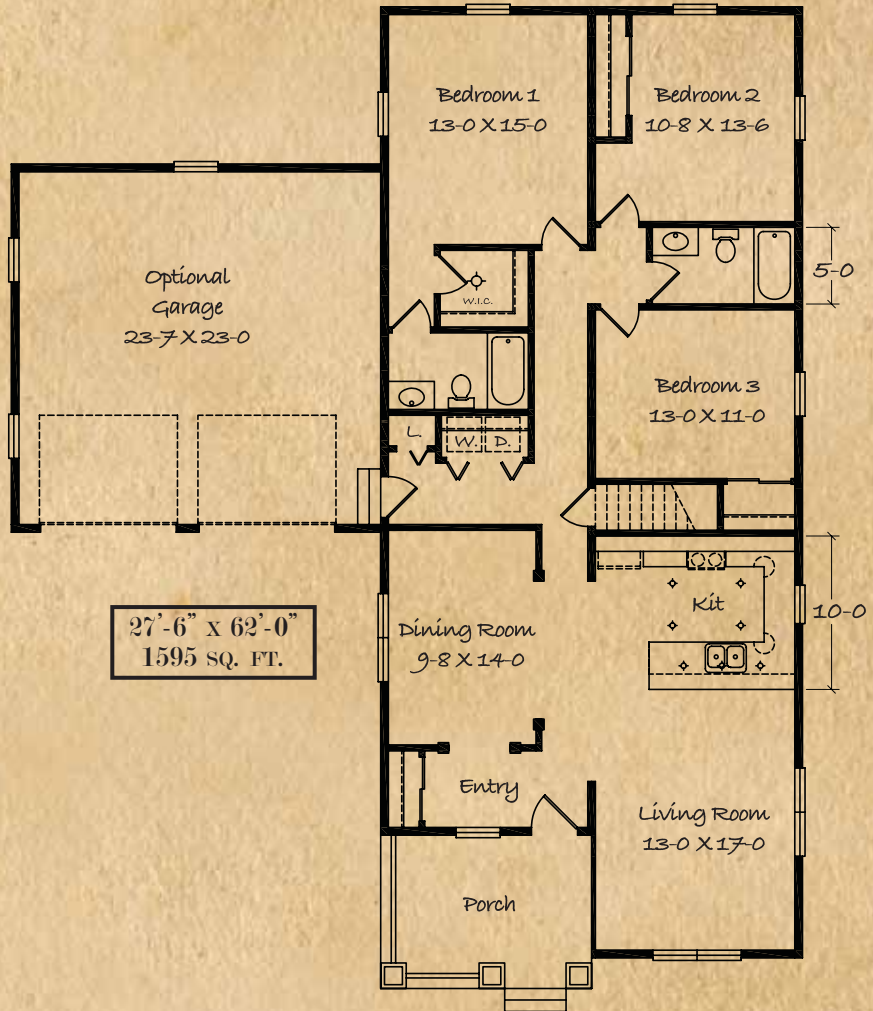 Bedroom 1
13-0 X 15-0
Bedroom 2
10-8 X 13-6
Optional
Garage
23-7 X 23-0
W.I.C.
5-0
Bedroom 3
13-0 X 11-0
L.
W.
D.
Kit
10-0
27'-6" x 62'-0"
1595 SQ. FT.
Dining Room
9-8 X 14-0
Entry
Living Room
13-0 X 17-0
Porch